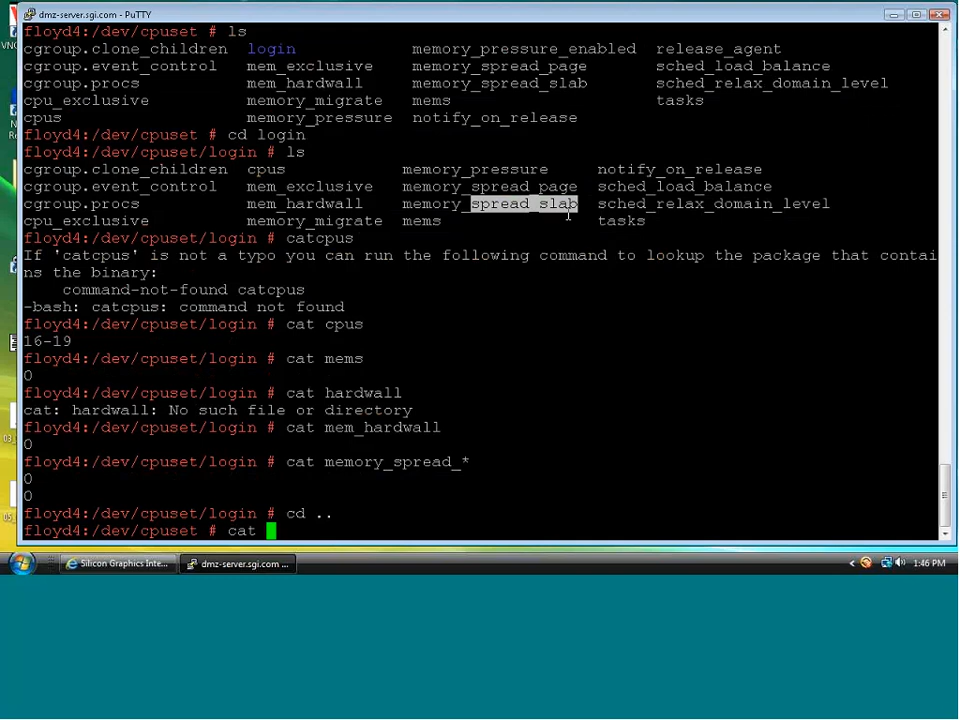 dmz-server.sgi.com - PuTTY
floyd4:/dev/cpuset # ls
cgroup.clone_children login memory_pressure_enabled release_agent
cgroup.event_control mem_exclusive memory_spread_page sched_load_balance
cgroup.procs mem_hardwall memory_spread_slab sched_relax_domain_level
cpu_exclusive memory_migrate mems tasks
cpus memory_pressure notify_on_release
floyd4:/dev/cpuset # cd login
floyd4:/dev/cpuset/login # ls
cgroup.clone_children cpus memory_pressure notify_on_release
cgroup.event_control mem_exclusive memory_spread_page sched_load_balance
cgroup.procs mem_hardwall memory_spread_slab sched_relax_domain_level
cpu_exclusive memory_migrate mems tasks
floyd4:/dev/cpuset/login # catcpus
If 'catcpus' is not a typo you can run the following command to lookup the package that contai
ns the binary:
command-not-found catcpus
-bash: catcpus: command not found
floyd4:/dev/cpuset/login # cat cpus
16-19
floyd4:/dev/cpuset/login # cat mems
0
floyd4:/dev/cpuset/login # cat hardwall
cat: hardwall: No such file or directory
floyd4:/dev/cpuset/login # cat mem_hardwall
0
floyd4:/dev/cpuset/login # cat memory_spread_*
0
0
floyd4:/dev/cpuset/login # cd ..
floyd4:/dev/cpuset # cat
Silicon Graphics Inte... dmz-server.sgi.com ... 1:46 PM